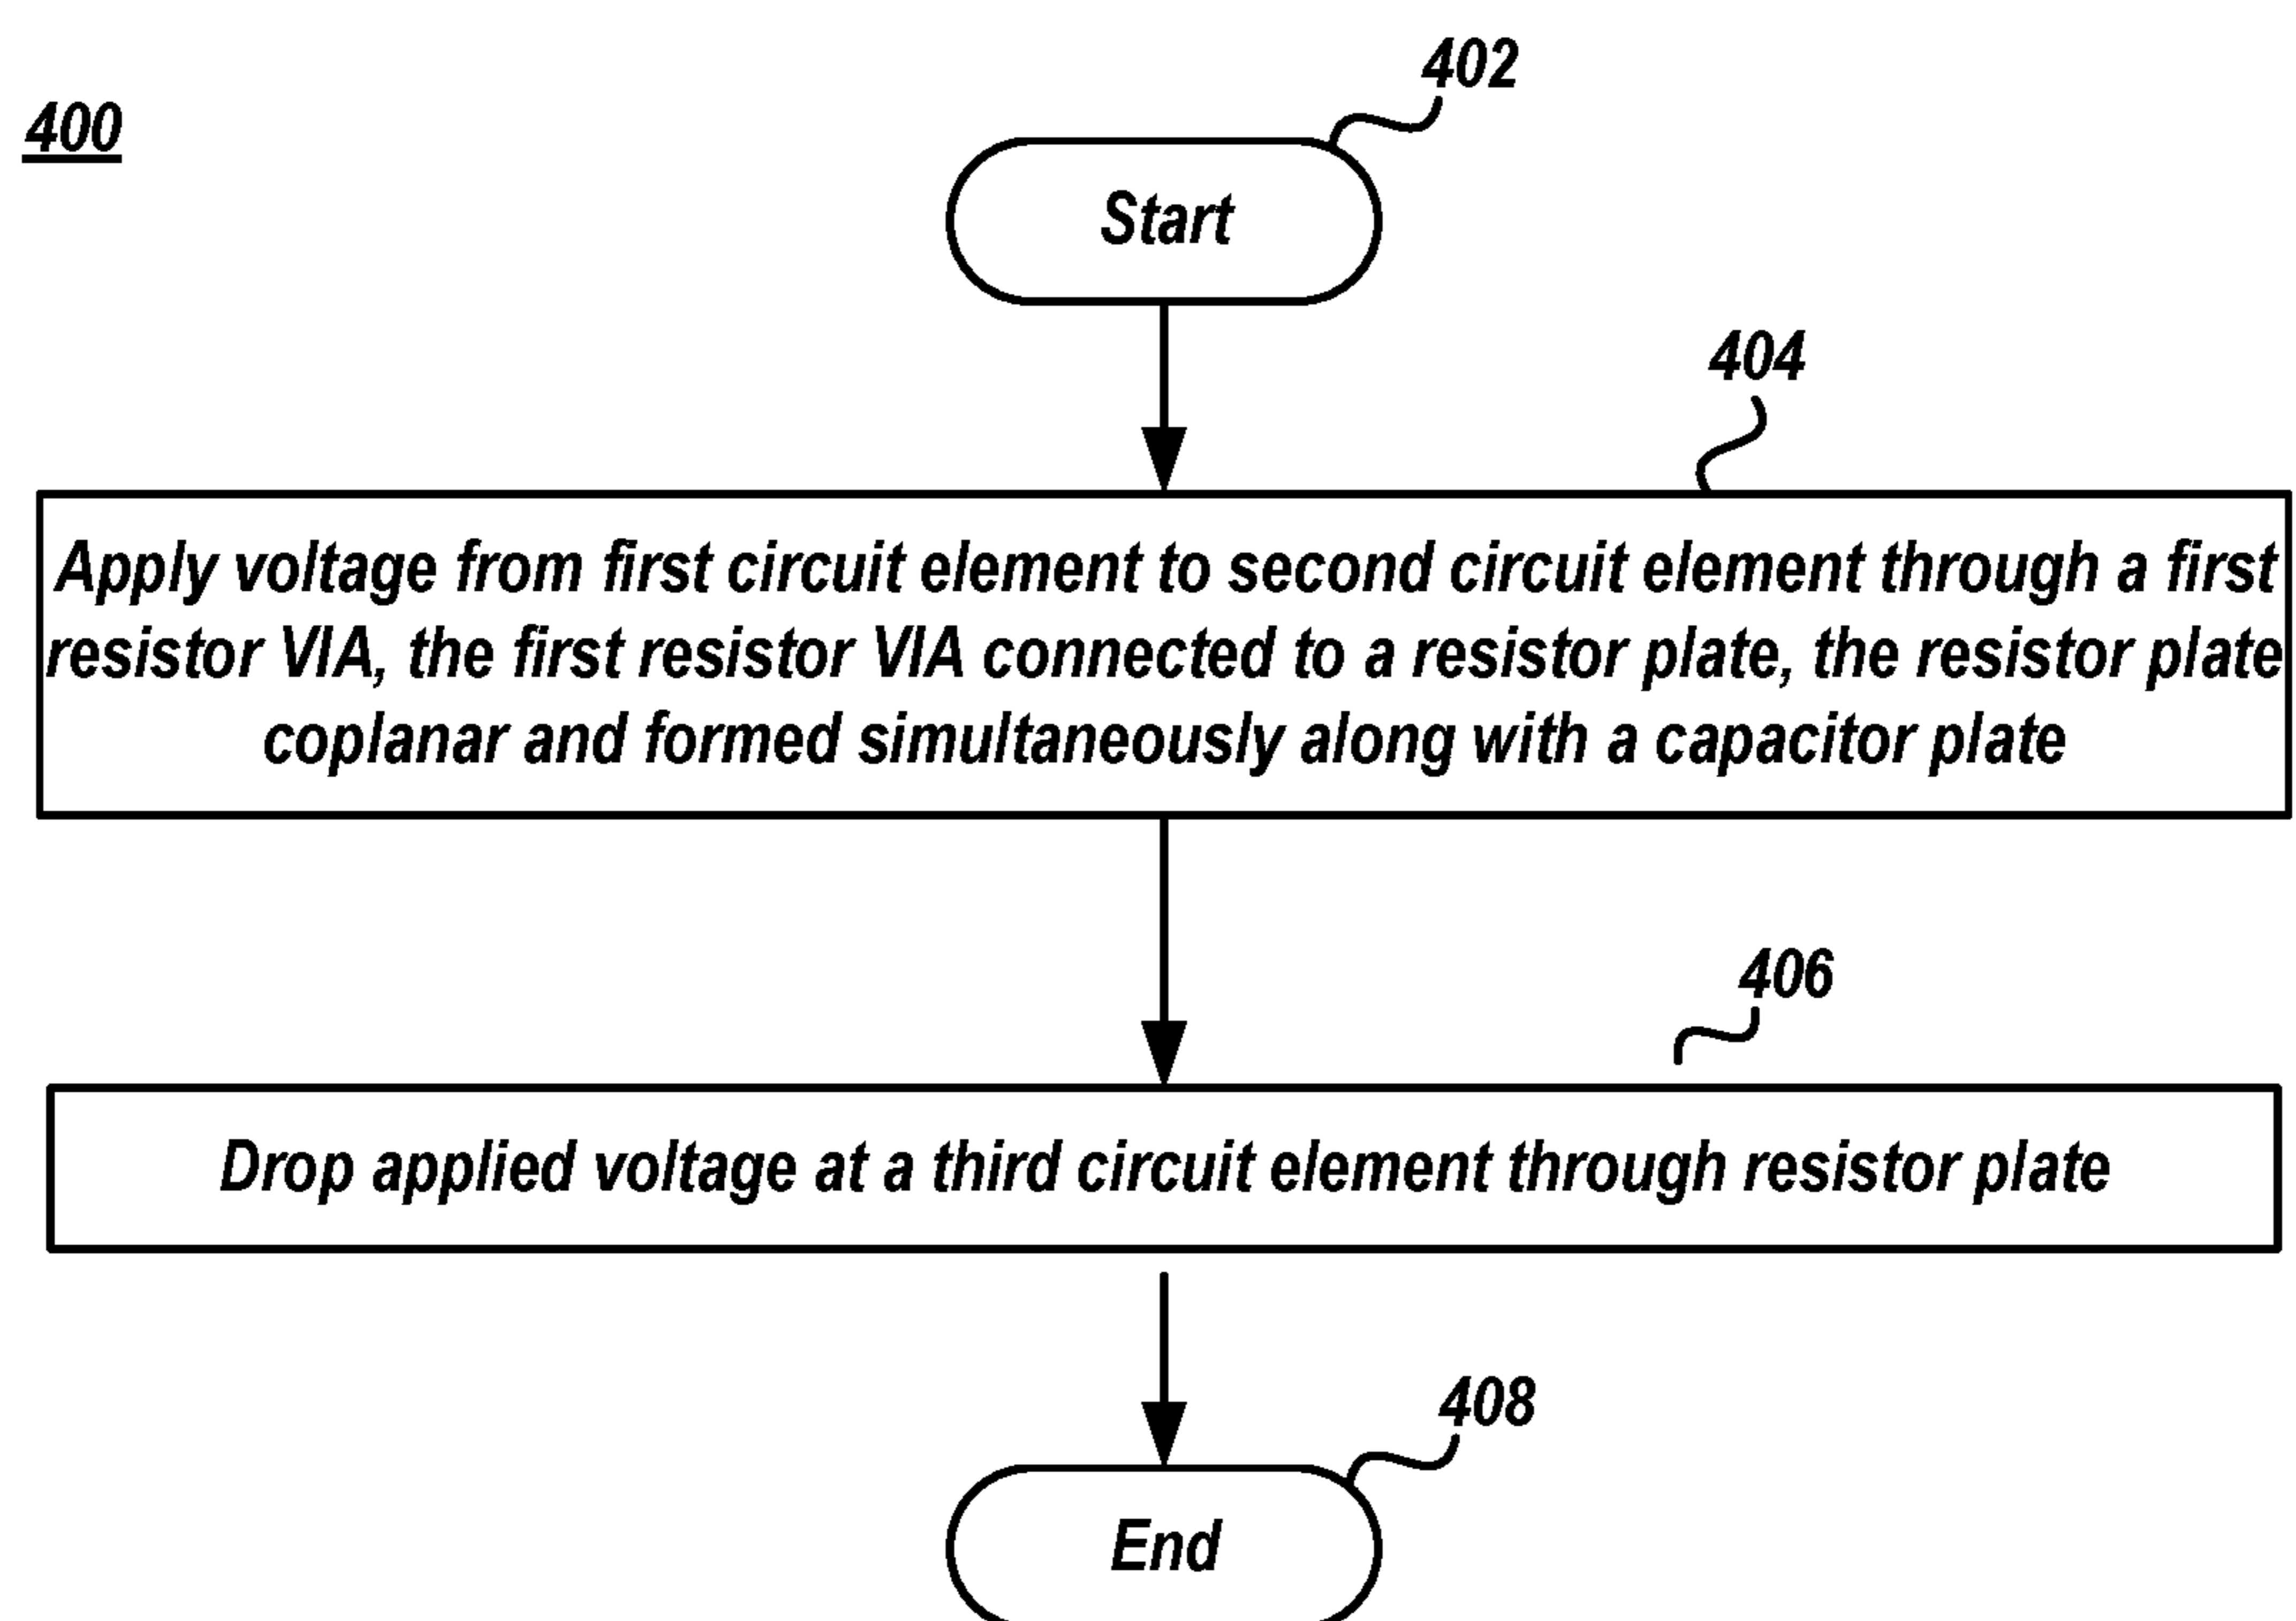 402
400
Start
404
Apply voltage from first circuit element to second circuit element through a first
resistor VIA, the first resistor VIA connected to a resistor plate, the resistor plate
coplanar and formed simultaneously along with a capacitor plate
406
Drop applied voltage at a third circuit element through resistor plate
408
End